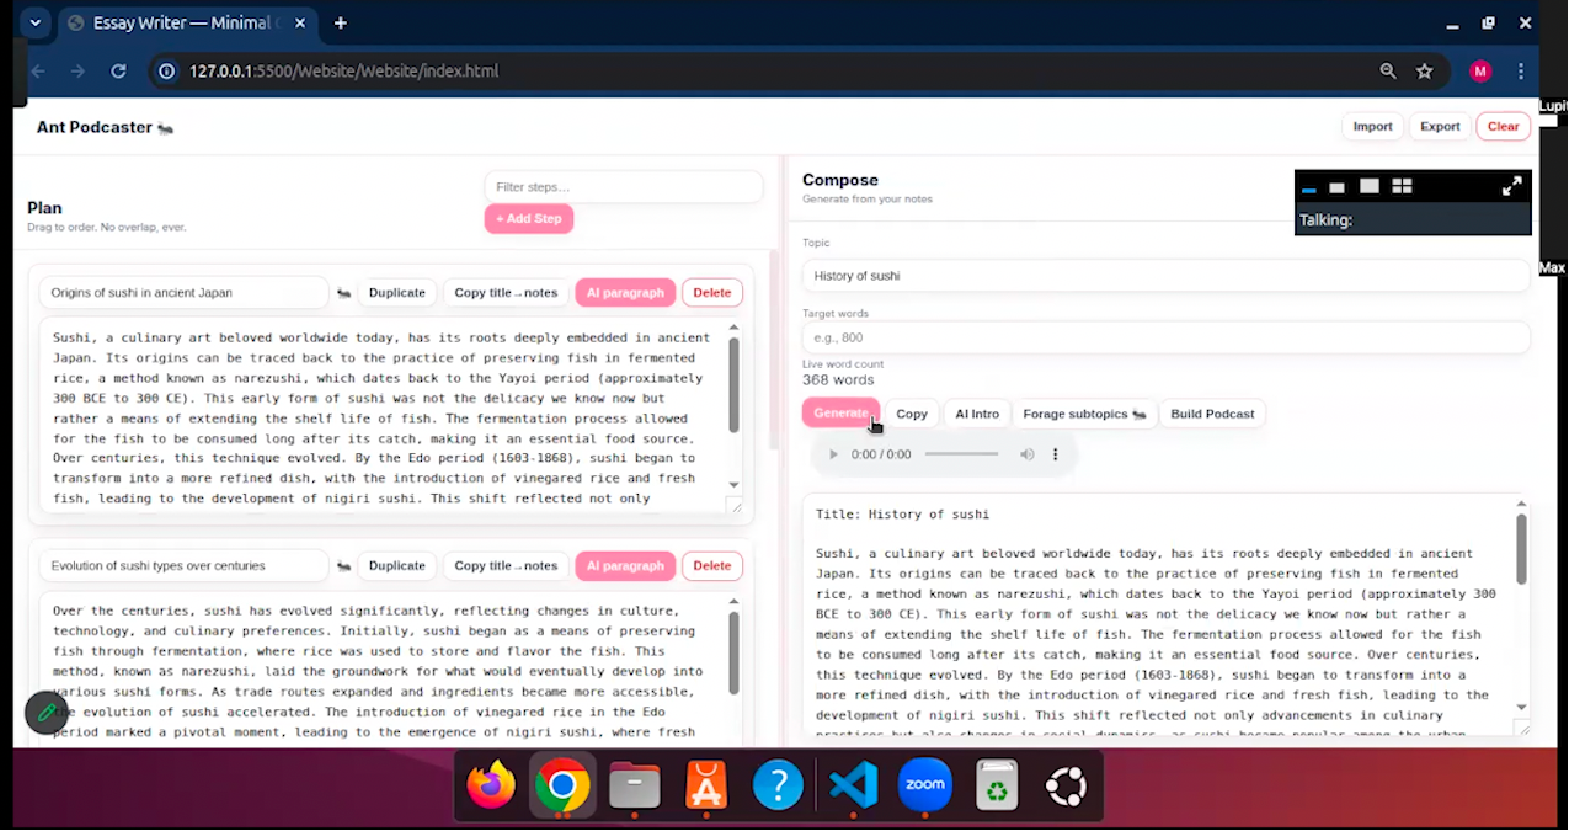 Essay Writer — Minimal
127.0.0.1:5500/Website/Website/index.html
M
Lupi
Ant Podcaster
Import
Export
Clear
Plan
Drag to order. No overlap, ever.
Filter steps...
+ Add Step
Origins of sushi in ancient Japan
Duplicate
Copy title→notes
AI paragraph
Delete
Sushi, a culinary art beloved worldwide today, has its roots deeply embedded in ancient
Japan. Its origins can be traced back to the practice of preserving fish in fermented
rice, a method known as narezushi, which dates back to the Yayoi period (approximately
300 BCE to 300 CE). This early form of sushi was not the delicacy we know now but
rather a means of extending the shelf life of fish. The fermentation process allowed
for the fish to be consumed long after its catch, making it an essential food source.
Over centuries, this technique evolved. By the Edo period (1603-1868), sushi began to
transform into a more refined dish, with the introduction of vinegared rice and fresh
fish, leading to the development of nigiri sushi. This shift reflected not only
Evolution of sushi types over centuries
Duplicate
Copy title→notes
AI paragraph
Delete
Over the centuries, sushi has evolved significantly, reflecting changes in culture,
technology, and culinary preferences. Initially, sushi began as a means of preserving
fish through fermentation, where rice was used to store and flavor the fish. This
method, known as narezushi, laid the groundwork for what would eventually develop into
various sushi forms. As trade routes expanded and ingredients became more accessible,
evolution of sushi accelerated. The introduction of vinegared rice in the Edo
period marked a pivotal moment, leading to the emergence of nigiri sushi, where fresh
Compose
Generate from your notes
Talking:
Max
Topic
History of sushi
Target words
e.g., 800
Live word count
368 words
Generate
Copy
AI Intro
Forage subtopics
Build Podcast
0:00 / 0:00
Title: History of sushi
Sushi, a culinary art beloved worldwide today, has its roots deeply embedded in ancient
Japan. Its origins can be traced back to the practice of preserving fish in fermented
rice, a method known as narezushi, which dates back to the Yayoi period (approximately 300
BCE to 300 CE). This early form of sushi was not the delicacy we know now but rather a
means of extending the shelf life of fish. The fermentation process allowed for the fish
to be consumed long after its catch, making it an essential food source. Over centuries,
this technique evolved. By the Edo period (1603-1868), sushi began to transform into a
more refined dish, with the introduction of vinegared rice and fresh fish, leading to the
development of nigiri sushi. This shift reflected not only advancements in culinary
practices but also changes in social dynamics, as sushi became popular among the urban
zoom